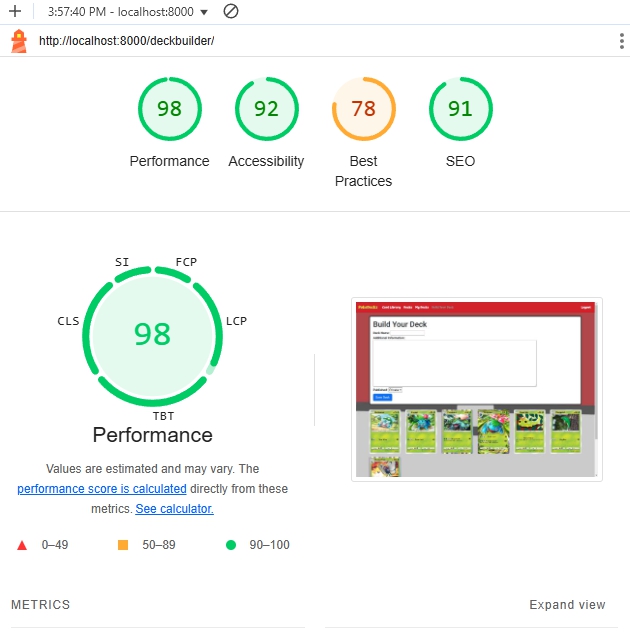 3:57:40 PM - localhost:8000
http://localhost:8000/deckbuilder/
98
92
78
91
Performance
Accessibility
Best
Practices
SEO
SI
FCP
CLS
LCP
98
TBT
Performance
Values are estimated and may vary. The
performance score is calculated directly from these
metrics. See calculator.
0–49
50–89
90–100
Build Your Deck
METRICS
Expand view